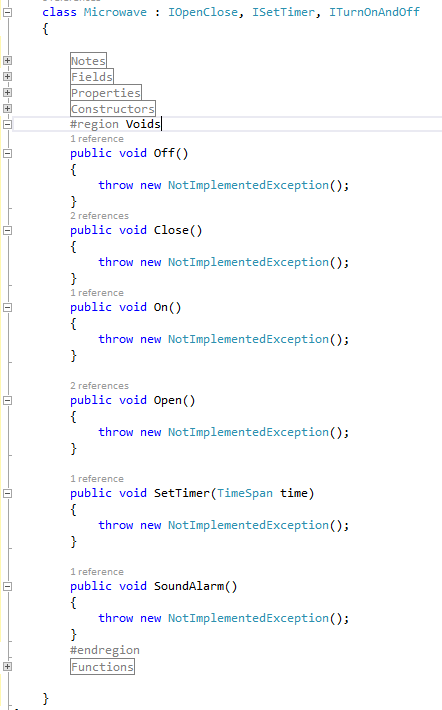 class Microwave : IOpenClose, ISetTimer, ITurnOnAndOff
{
Notes
Fields
Properties
Constructors
#region Voids
1 reference
public void Off()
{
throw new NotImplementedException();
}
2 references
public void Close()
{
throw new NotImplementedException();
}
1 reference
public void On()
{
throw new NotImplementedException();
}
2 references
public void Open()
{
throw new NotImplementedException();
}
1 reference
public void SetTimer(TimeSpan time)
{
throw new NotImplementedException();
}
1 reference
public void SoundAlarm()
{
throw new NotImplementedException();
}
#endregion
Functions
}